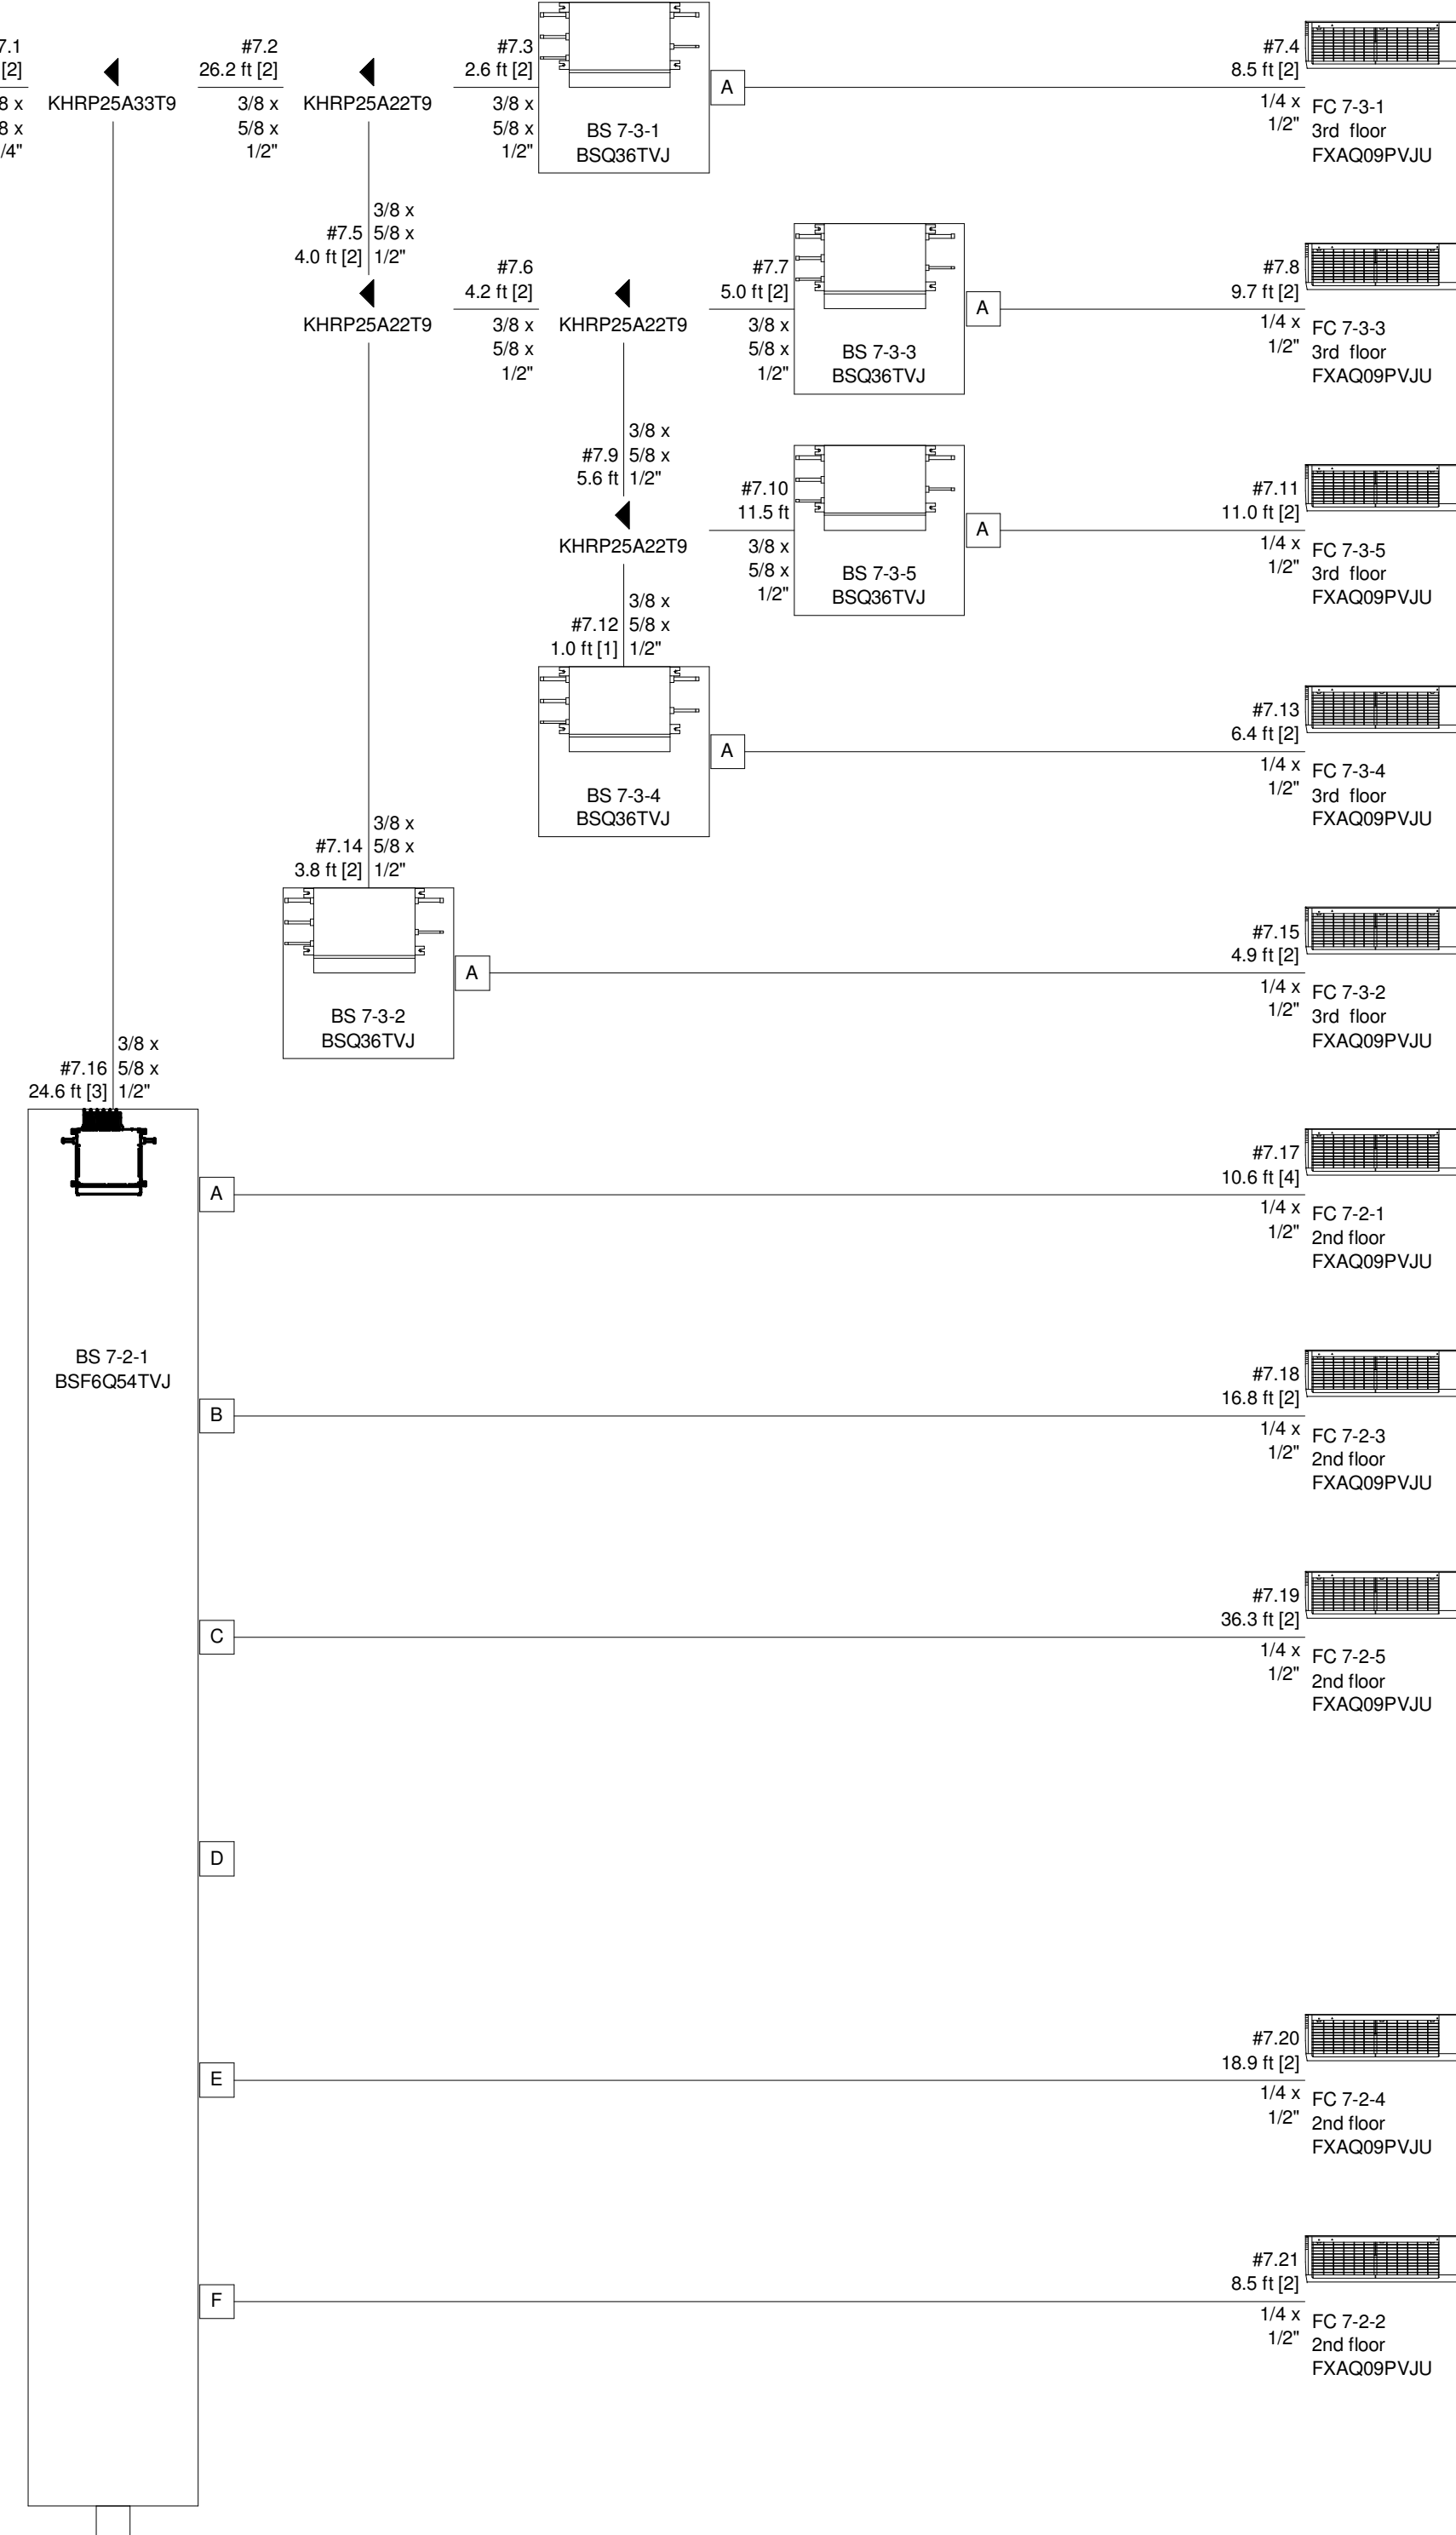 7.1
[2]
8 x
8 x
/4"
KHRP25A33T9
#7.2
26.2 ft [2]
3/8 x
5/8 x
1/2"
KHRP25A22T9
#7.3
2.6 ft [2]
3/8 x
5/8 x
1/2"
BS 7-3-1
BSQ36TVJ
A
#7.4
8.5 ft [2]
1/4 x
1/2"
FC 7-3-1
3rd floor
FXAQ09PVJU
3/8 x
#7.5 5/8 x
4.0 ft [2] 1/2"
KHRP25A22T9
#7.6
4.2 ft [2]
3/8 x
5/8 x
1/2"
KHRP25A22T9
#7.7
5.0 ft [2]
3/8 x
5/8 x
1/2"
BS 7-3-3
BSQ36TVJ
A
#7.8
9.7 ft [2]
1/4 x
1/2"
FC 7-3-3
3rd floor
FXAQ09PVJU
3/8 x
#7.9 5/8 x
5.6 ft 1/2"
KHRP25A22T9
#7.10
11.5 ft
3/8 x
5/8 x
1/2"
BS 7-3-5
BSQ36TVJ
A
#7.11
11.0 ft [2]
1/4 x
1/2"
FC 7-3-5
3rd floor
FXAQ09PVJU
3/8 x
#7.12 5/8 x
1.0 ft [1] 1/2"
BS 7-3-4
BSQ36TVJ
A
#7.13
6.4 ft [2]
1/4 x
1/2"
FC 7-3-4
3rd floor
FXAQ09PVJU
3/8 x
#7.14 5/8 x
3.8 ft [2] 1/2"
BS 7-3-2
BSQ36TVJ
A
#7.15
4.9 ft [2]
1/4 x
1/2"
FC 7-3-2
3rd floor
FXAQ09PVJU
3/8 x
#7.16 5/8 x
24.6 ft [3] 1/2"
BS 7-2-1
BSF6Q54TVJ
A
#7.17
10.6 ft [4]
1/4 x
1/2"
FC 7-2-1
2nd floor
FXAQ09PVJU
B
#7.18
16.8 ft [2]
1/4 x
1/2"
FC 7-2-3
2nd floor
FXAQ09PVJU
C
#7.19
36.3 ft [2]
1/4 x
1/2"
FC 7-2-5
2nd floor
FXAQ09PVJU
D
E
#7.20
18.9 ft [2]
1/4 x
1/2"
FC 7-2-4
2nd floor
FXAQ09PVJU
F
#7.21
8.5 ft [2]
1/4 x
1/2"
FC 7-2-2
2nd floor
FXAQ09PVJU